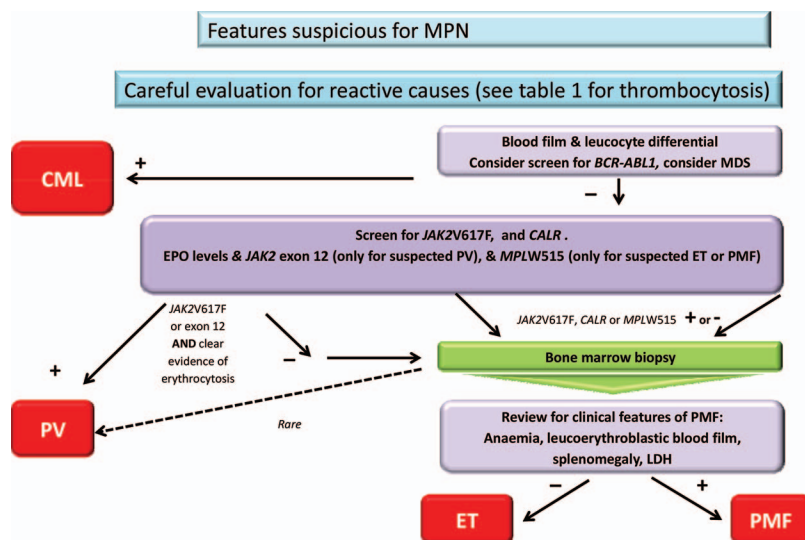 Features suspicious for MPN
Careful evaluation for reactive causes (see table 1 for thrombocytosis)
Blood film & leucocyte differential
Consider screen for BCR-ABL1, consider MDS
+
CML
–
Screen for JAK2V617F, and CALR .
EPO levels & JAK2 exon 12 (only for suspected PV), & MPLW515 (only for suspected ET or PMF)
JAK2V617F
or exon 12
AND clear
evidence of
erythrocytosis
+
–
JAK2V617F, CALR or MPLW515 + or -
Bone marrow biopsy
PV
Rare
Review for clinical features of PMF:
Anaemia, leucoerythroblastic blood film,
splenomegaly, LDH
–
+
ET
PMF